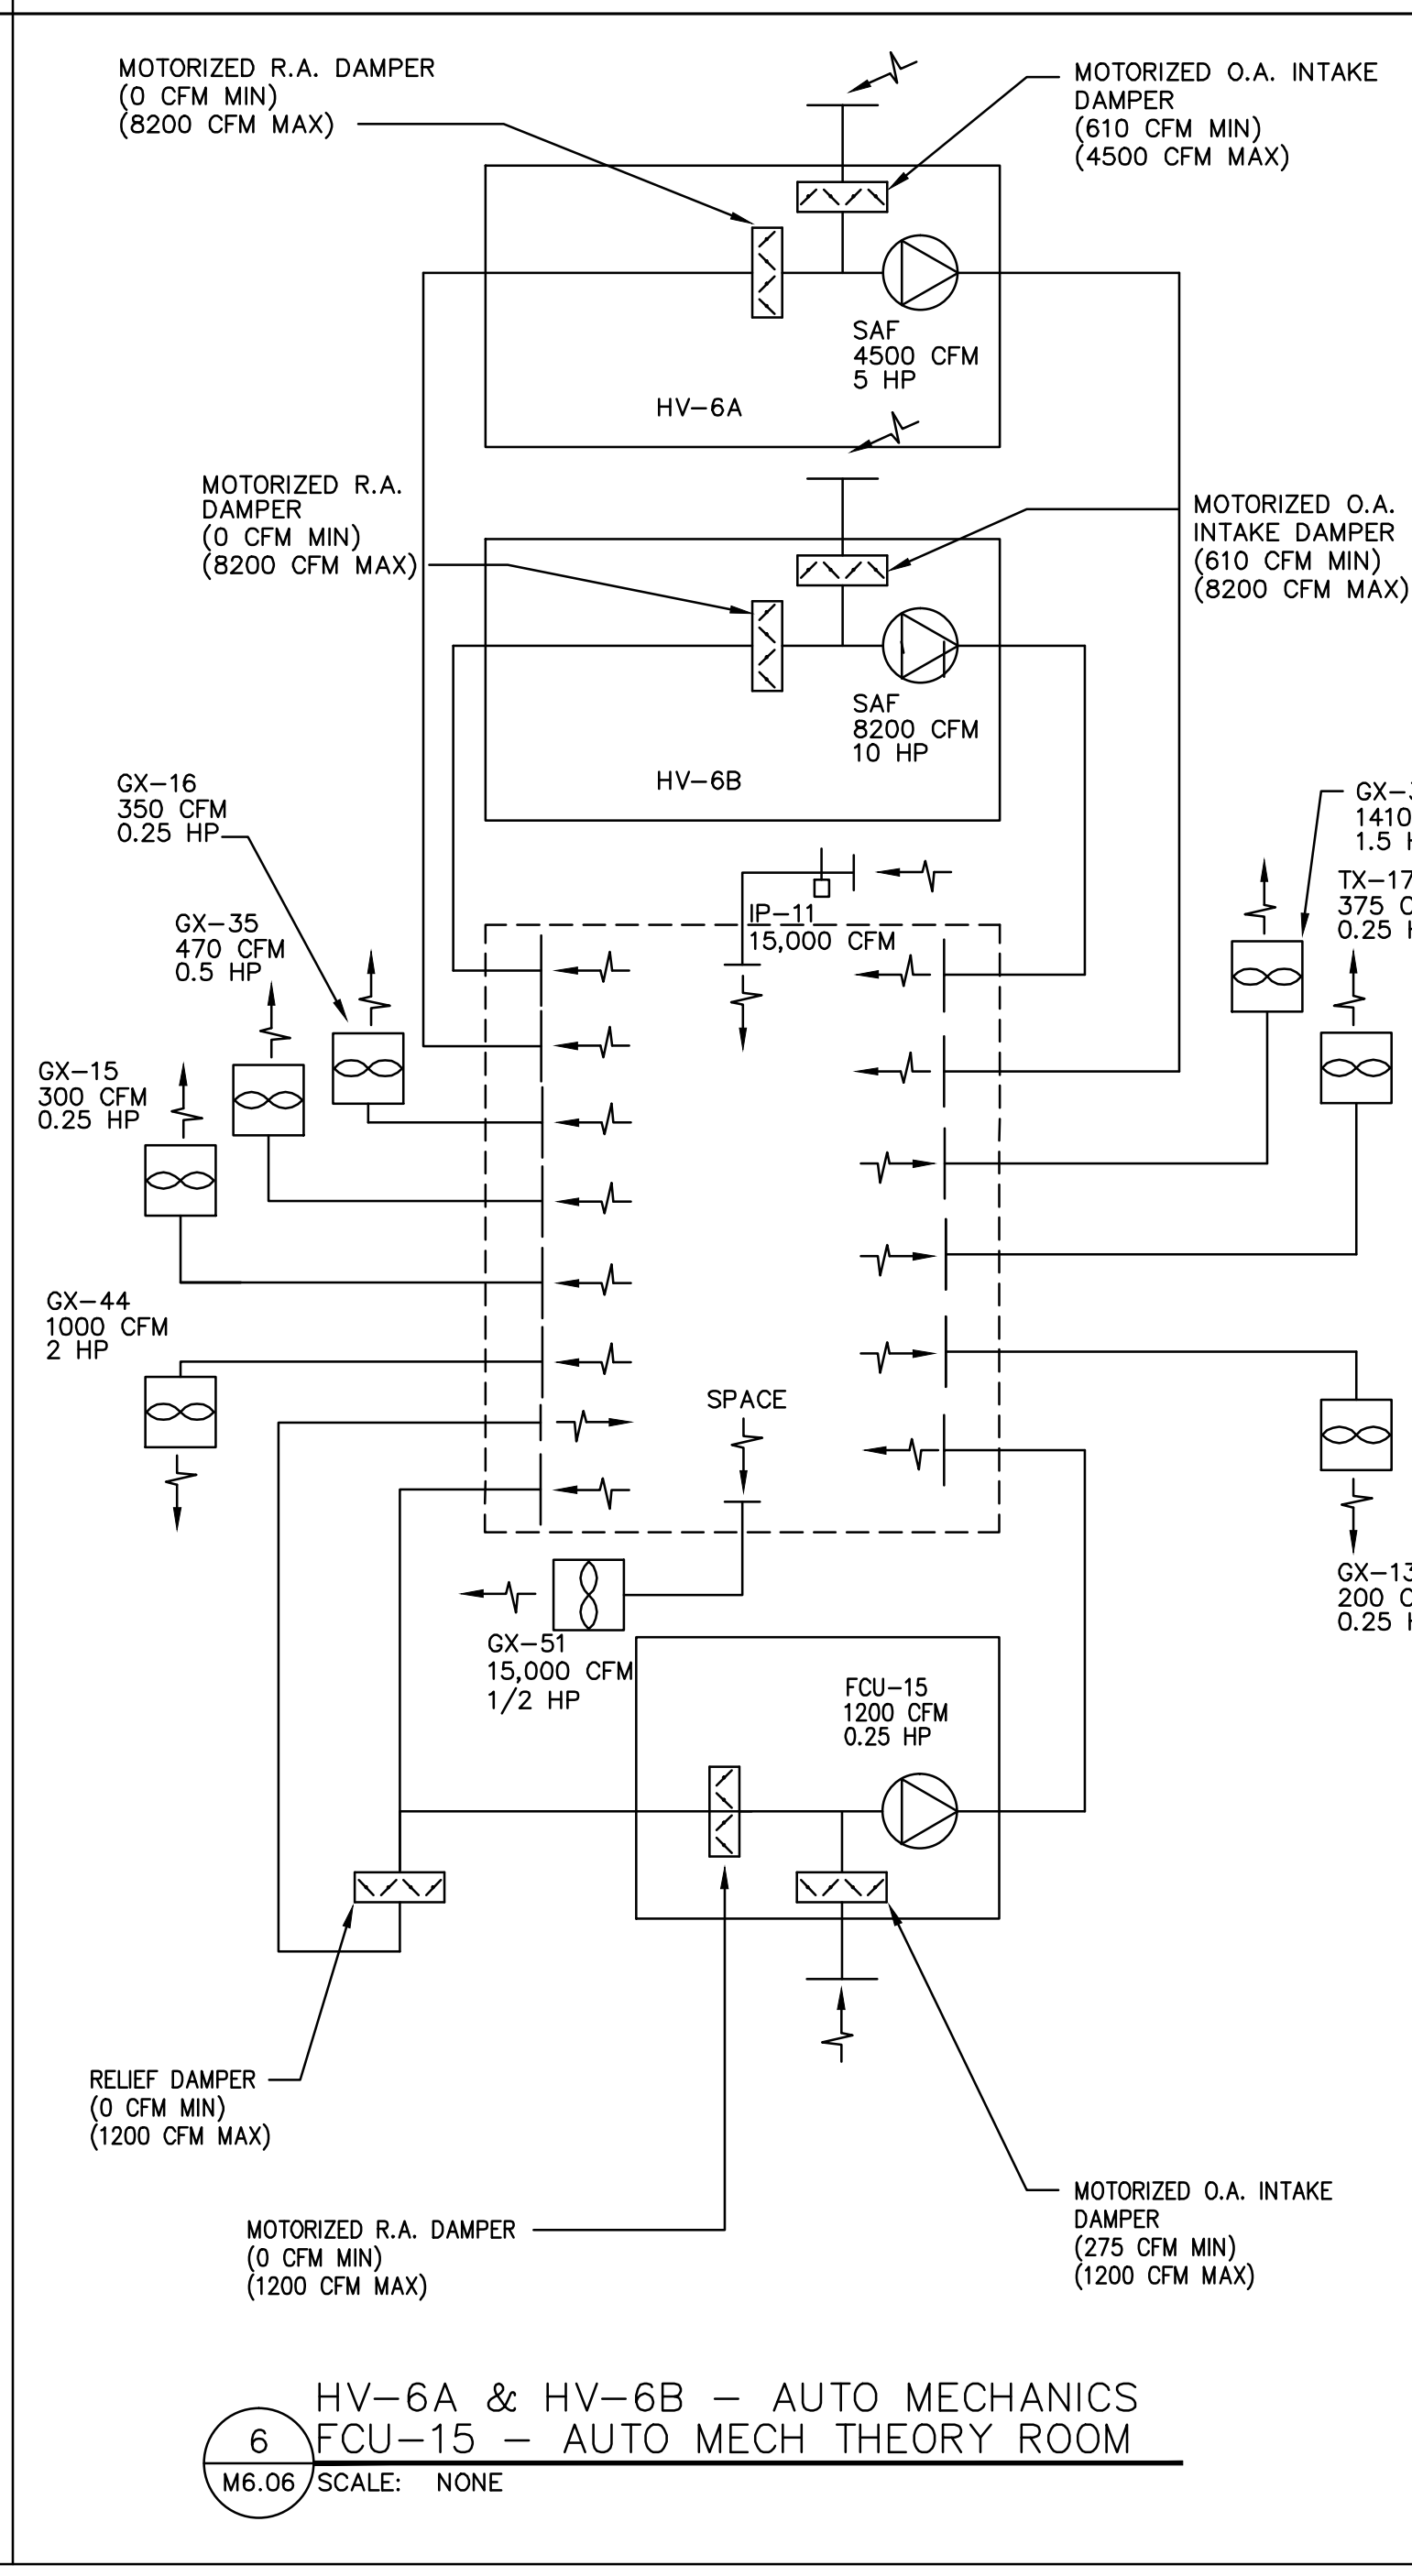 MOTORIZED R.A. DAMPER
(0 CFM MIN)
(8200 CFM MAX)
MOTORIZED O.A. INTAKE
DAMPER
(610 CFM MIN)
(4500 CFM MAX)
SAF
4500 CFM
5 HP
HV-6A
MOTORIZED R.A.
DAMPER
(0 CFM MIN)
(8200 CFM MAX)
MOTORIZED O.A.
INTAKE DAMPER
(610 CFM MIN)
(8200 CFM MAX)
SAF
8200 CFM
10 HP
HV-6B
GX-16
350 CFM
0.25 HP
GX-35
470 CFM
0.5 HP
GX-15
300 CFM
0.25 HP
GX-44
1000 CFM
2 HP
IP-11
15,000 CFM
1410
1.5
TX-17
375
0.25
SPACE
GX-13
200
0.25
GX-51
15,000 CFM
1/2 HP
FCU-15
1200 CFM
0.25 HP
RELIEF DAMPER
(0 CFM MIN)
(1200 CFM MAX)
MOTORIZED R.A. DAMPER
(0 CFM MIN)
(1200 CFM MAX)
MOTORIZED O.A. INTAKE
DAMPER
(275 CFM MIN)
(1200 CFM MAX)
HV-6A & HV-6B - AUTO MECHANICS
6 FCU-15 - AUTO MECH THEORY ROOM
M6.06 SCALE: NONE